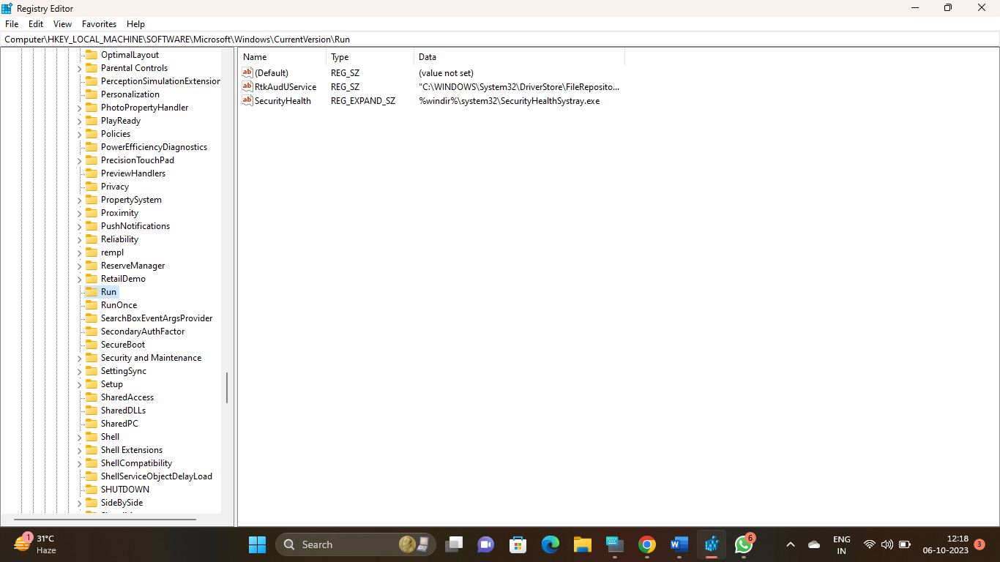 Registry Editor
File Edit View Favorites Help
Computer\HKEY_LOCAL_MACHINE\SOFTWARE\Microsoft\Windows\CurrentVersion\Run
OptimalLayout
Parental Controls
PerceptionSimulationExtension
Personalization
PhotoPropertyHandler
PlayReady
Policies
PowerEfficiencyDiagnostics
PrecisionTouchPad
PreviewHandlers
Privacy
PropertySystem
Proximity
PushNotifications
Reliability
rempl
ReserveManager
RetailDemo
Run
RunOnce
SearchBoxEventArgsProvider
SecondaryAuthFactor
SecureBoot
Security and Maintenance
SettingSync
Setup
SharedAccess
SharedDLLs
SharedPC
Shell
Shell Extensions
ShellCompatibility
ShellServiceObjectDelayLoad
SHUTDOWN
SideBySide
Name Type Data
ab (Default) REG_SZ (value not set)
ab RtkAudUService REG_SZ "C:\WINDOWS\System32\DriverStore\FileReposito...
ab SecurityHealth REG_EXPAND_SZ %windir%\system32\SecurityHealthSystray.exe
1
31°C
Haze
Search
W
6
ENG
IN
12:18
06-10-2023
3